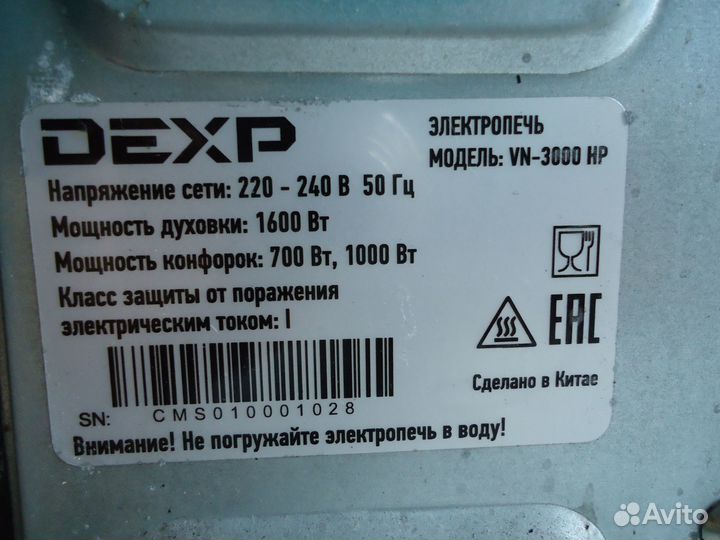 DEXP
ЭЛЕКТРОПЕЧЬ
МОДЕЛЬ: VN-3000 HP
Напряжение сети: 220 - 240 В 50 Гц
Мощность духовки: 1600 Вт
Мощность конфорок: 700 Вт, 1000 Вт
Класс защиты от поражения
электрическим током: I
EAC
Сделано в Китае
SN: CMS010001028
Внимание! Не погружайте электропечь в воду!
Avito